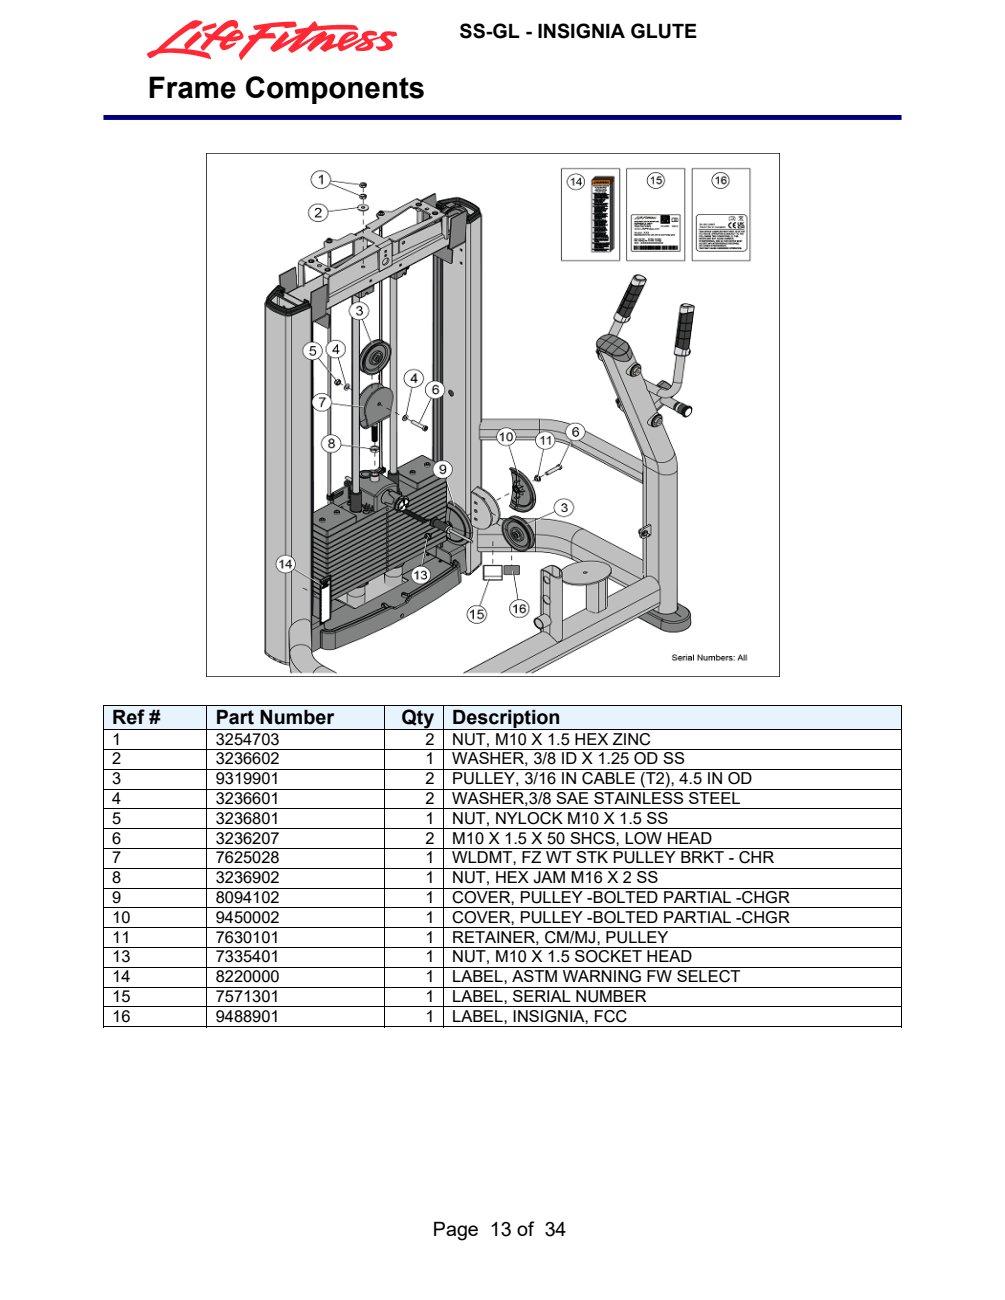 Life Fitness
SS-GL - INSIGNIA GLUTE
Frame Components
1
2
14
15
16
3
5
4
4
6
7
8
10
11
6
9
3
14
13
15
16
Serial Numbers: All
Ref # Part Number Qty Description
1 3254703 2 NUT, M10 X 1.5 HEX ZINC
2 3236602 1 WASHER, 3/8 ID X 1.25 OD SS
3 9319901 2 PULLEY, 3/16 IN CABLE (T2), 4.5 IN OD
4 3236601 2 WASHER,3/8 SAE STAINLESS STEEL
5 3236801 1 NUT, NYLOCK M10 X 1.5 SS
6 3236207 2 M10 X 1.5 X 50 SHCS, LOW HEAD
7 7625028 1 WLDMT, FZ WT STK PULLEY BRKT - CHR
8 3236902 1 NUT, HEX JAM M16 X 2 SS
9 8094102 1 COVER, PULLEY -BOLTED PARTIAL -CHGR
10 9450002 1 COVER, PULLEY -BOLTED PARTIAL -CHGR
11 7630101 1 RETAINER, CM/MJ, PULLEY
13 7335401 1 NUT, M10 X 1.5 SOCKET HEAD
14 8220000 1 LABEL, ASTM WARNING FW SELECT
15 7571301 1 LABEL, SERIAL NUMBER
16 9488901 1 LABEL, INSIGNIA, FCC
Page 13 of 34